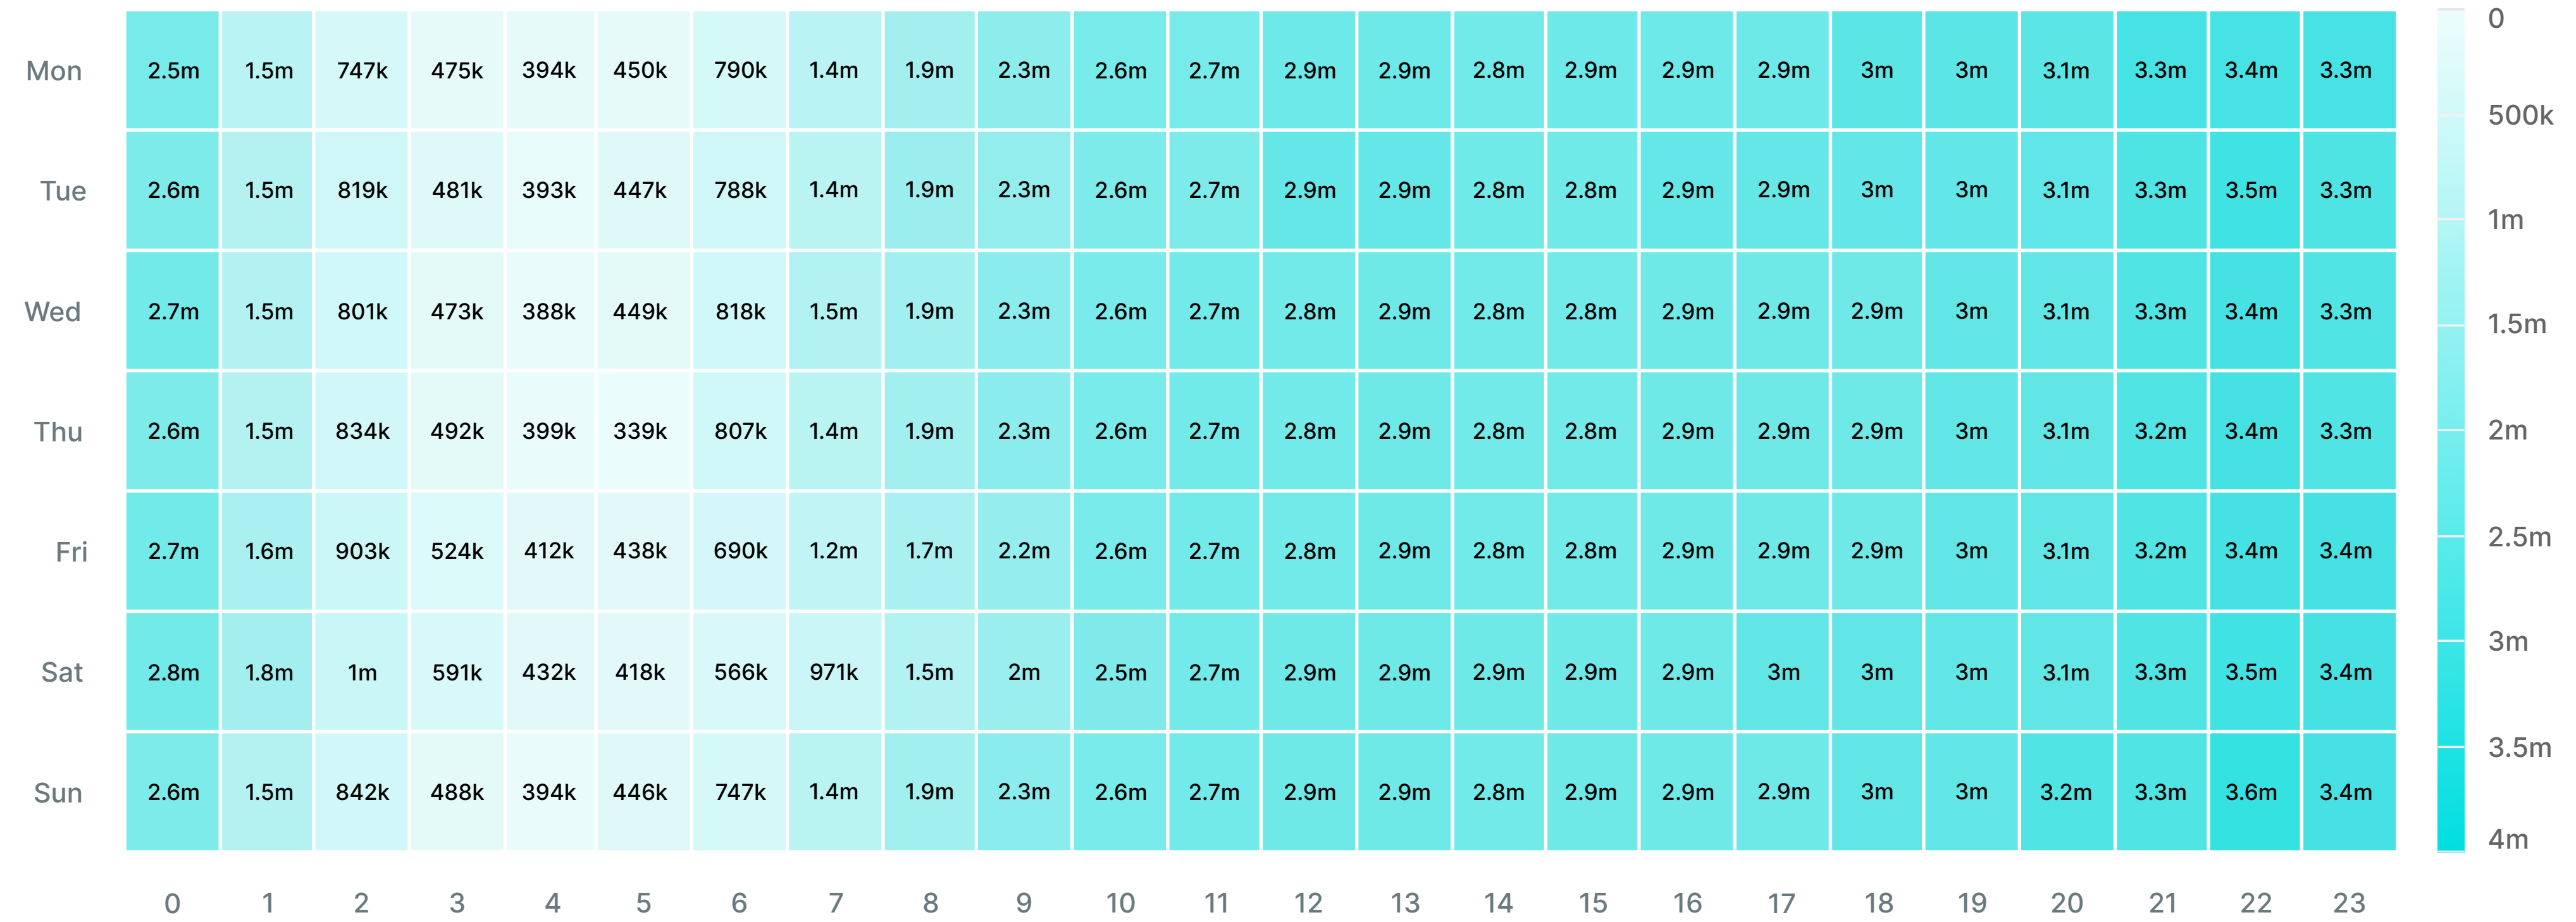 Mon 2.5m 1.5m 747k 475k 394k 450k 790k 1.4m 1.9m 2.3m 2.6m 2.7m 2.9m 2.9m 2.8m 2.9m 2.9m 2.9m 3m 3m 3.1m 3.3m 3.4m 3.3m
Tue 2.6m 1.5m 819k 481k 393k 447k 788k 1.4m 1.9m 2.3m 2.6m 2.7m 2.9m 2.9m 2.8m 2.8m 2.9m 2.9m 3m 3m 3.1m 3.3m 3.5m 3.3m
Wed 2.7m 1.5m 801k 473k 388k 449k 818k 1.5m 1.9m 2.3m 2.6m 2.7m 2.8m 2.9m 2.8m 2.8m 2.9m 2.9m 2.9m 3m 3.1m 3.3m 3.4m 3.3m
Thu 2.6m 1.5m 834k 492k 399k 339k 807k 1.4m 1.9m 2.3m 2.6m 2.7m 2.8m 2.9m 2.8m 2.8m 2.9m 2.9m 2.9m 3m 3.1m 3.2m 3.4m 3.3m
Fri 2.7m 1.6m 903k 524k 412k 438k 690k 1.2m 1.7m 2.2m 2.6m 2.7m 2.8m 2.9m 2.8m 2.8m 2.9m 2.9m 2.9m 3m 3.1m 3.2m 3.4m 3.4m
Sat 2.8m 1.8m 1m 591k 432k 418k 566k 971k 1.5m 2m 2.5m 2.7m 2.9m 2.9m 2.9m 2.9m 2.9m 3m 3m 3m 3.1m 3.3m 3.5m 3.4m
Sun 2.6m 1.5m 842k 488k 394k 446k 747k 1.4m 1.9m 2.3m 2.6m 2.7m 2.9m 2.9m 2.8m 2.9m 2.9m 2.9m 3m 3m 3.2m 3.3m 3.6m 3.4m
0 1 2 3 4 5 6 7 8 9 10 11 12 13 14 15 16 17 18 19 20 21 22 23
0
500k
1m
1.5m
2m
2.5m
3m
3.5m
4m